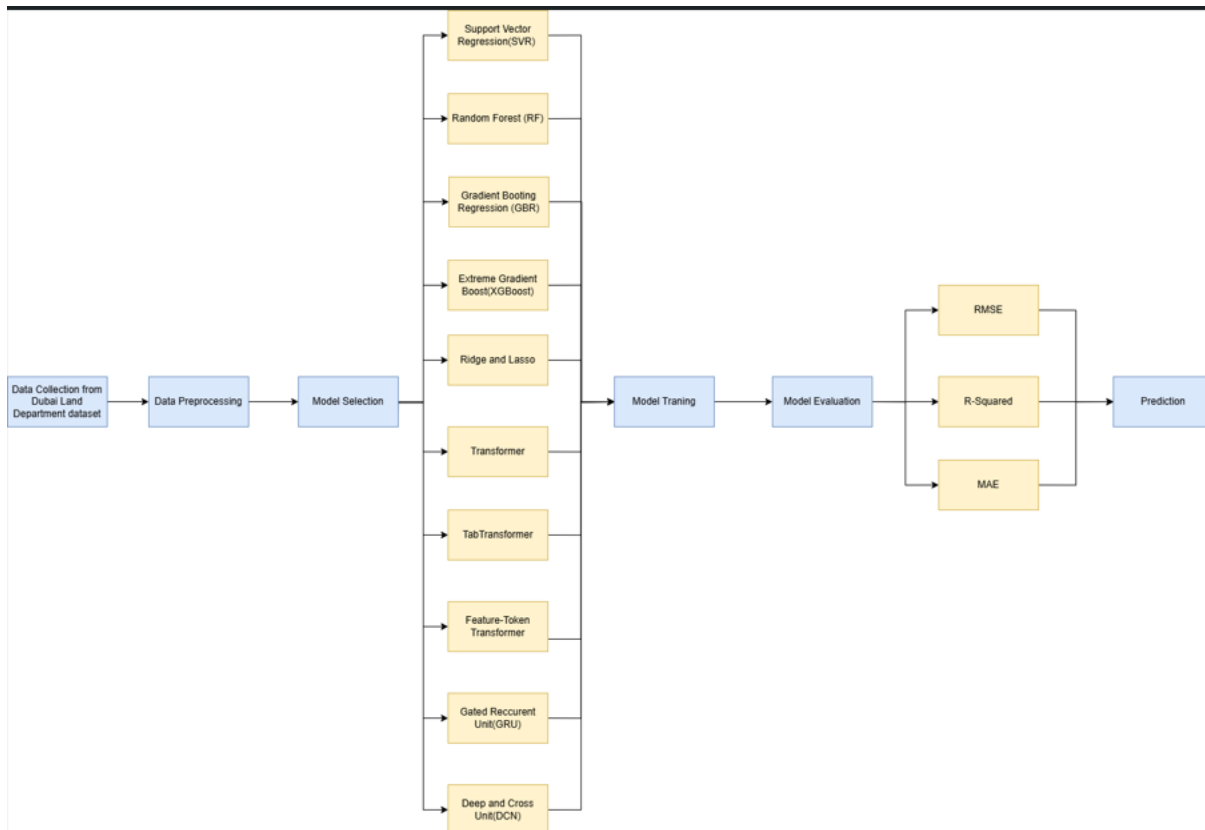 Data Collection from
Dubai Land
Department dataset
Data Preprocessing
Model Selection
Support Vector
Regression(SVR)
Random Forest (RF)
Gradient Booting
Regression (GBR)
Extreme Gradient
Boost(XGBoost)
Ridge and Lasso
Transformer
TabTransformer
Feature-Token
Transformer
Gated Reccurent
Unit(GRU)
Deep and Cross
Unit(DCN)
Model Traning
Model Evaluation
RMSE
R-Squared
MAE
Prediction